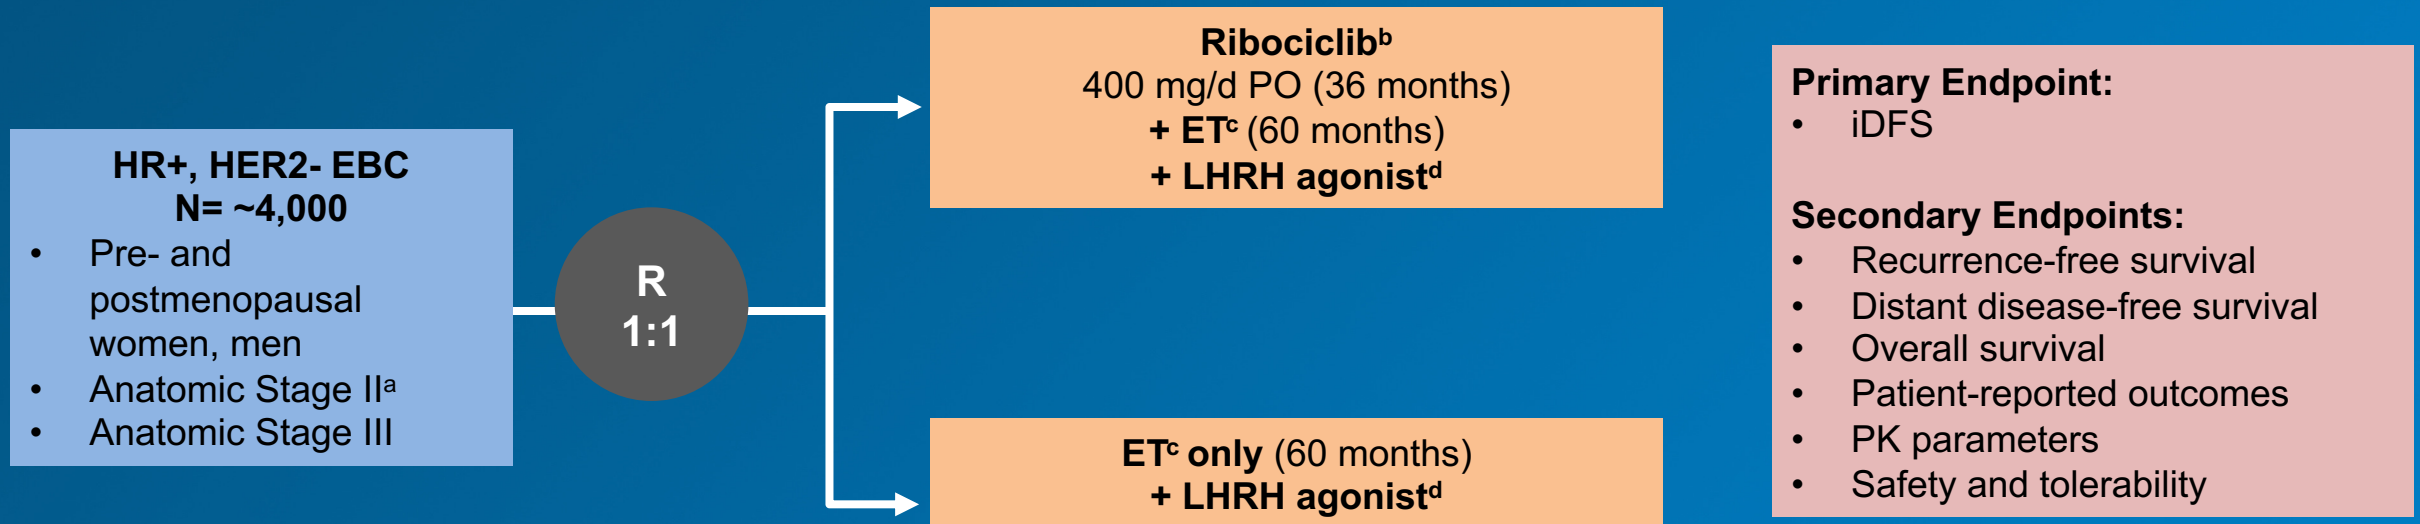 HR+, HER2- EBC
N= ~4,000
• Pre- and
postmenopausal
women, men
• Anatomic Stage IIᵃ
• Anatomic Stage III
R
1:1
Ribociclibᵇ
400 mg/d PO (36 months)
+ ETᶜ (60 months)
+ LHRH agonistᵈ
ETᶜ only (60 months)
+ LHRH agonistᵈ
Primary Endpoint:
• iDFS
Secondary Endpoints:
• Recurrence-free survival
• Distant disease-free survival
• Overall survival
• Patient-reported outcomes
• PK parameters
• Safety and tolerability